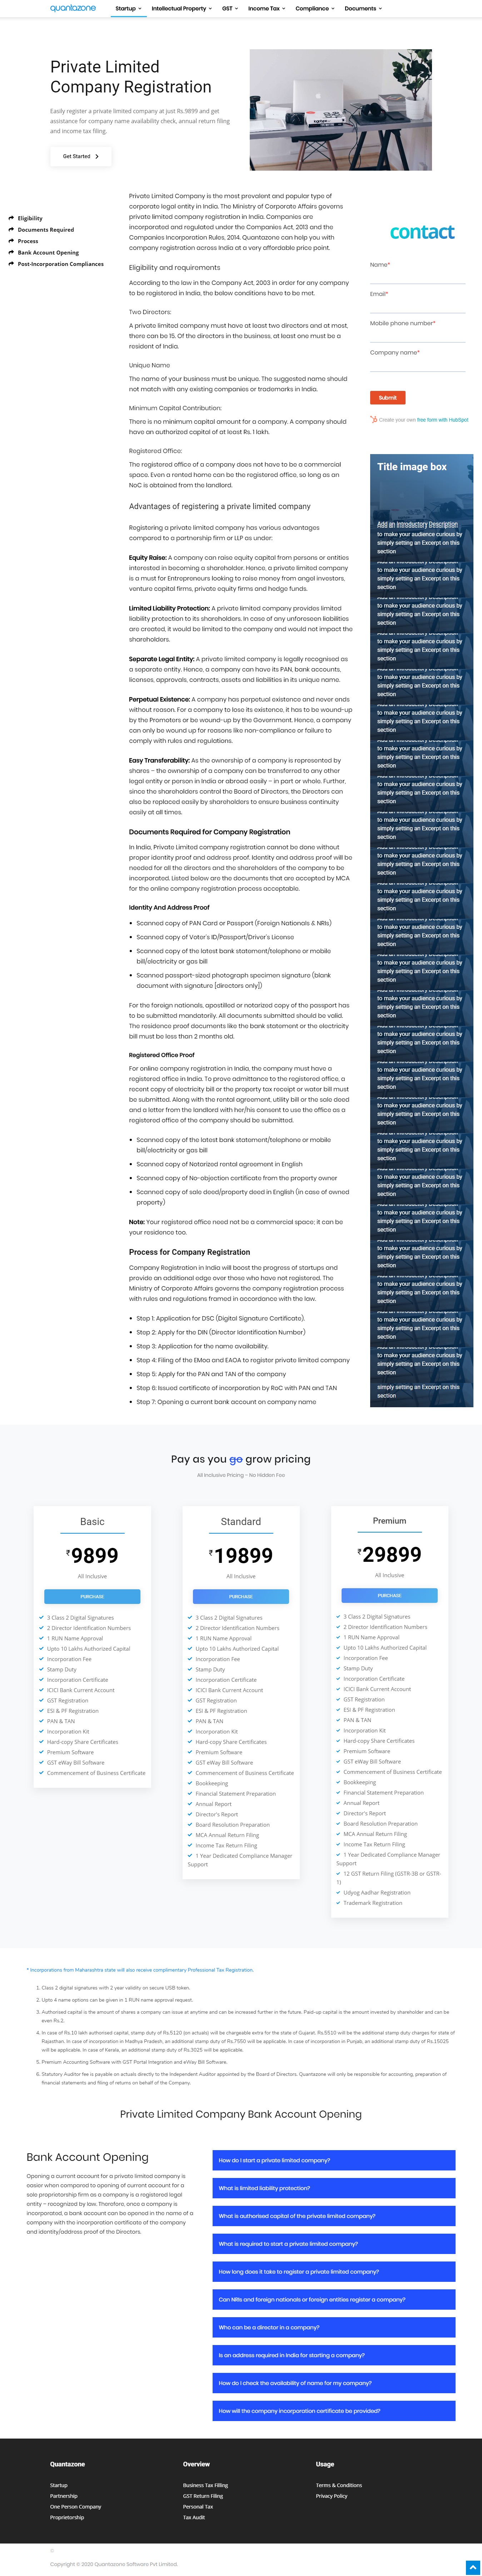 quantazone
Startup
Intellectual Property
GST
Income Tax
Compliance
Documents
Private Limited
Company Registration
Easily register a private limited company at just Rs.9899 and get
assistance for company name availability check, annual return filing
and income tax filing.
Get Started
Eligibility
Documents Required
Process
Bank Account Opening
Post-Incorporation Compliances
Private Limited Company is the most prevalent and popular type of
corporate legal entity in India. The Ministry of Corporate Affairs governs
private limited company registration in India. Companies are
incorporated and regulated under the Companies Act, 2013 and the
Companies Incorporation Rules, 2014. Quantazone can help you with
company registration across India at a very affordable price point.
Eligibility and requirements
According to the law in the Company Act, 2003 in order for any company
to be registered in India, the below conditions have to be met.
Two Directors:
A private limited company must have at least two directors and at most,
there can be 15. Of the directors in the business, at least one must be a
resident of India.
Unique Name
The name of your business must be unique. The suggested name should
not match with any existing companies or trademarks in India.
Minimum Capital Contribution:
There is no minimum capital amount for a company. A company should
have an authorized capital of at least Rs. 1 lakh.
Registered Office:
The registered office of a company does not have to be a commercial
space. Even a rented home can be the registered office, so long as an
NoC is obtained from the landlord.
Advantages of registering a private limited company
Registering a private limited company has various advantages
compared to a partnership firm or LLP as under:
Equity Raise: A company can raise equity capital from persons or entities
interested in becoming a shareholder. Hence, a private limited company
is a must for Entrepreneurs looking to raise money from angel investors,
venture capital firms, private equity firms and hedge funds.
Limited Liability Protection: A private limited company provides limited
liability protection its shareholders. In case of any unforeseen liabilities
are created, it would be limited to the company and would not impact the
shareholders.
Separate Legal Entity: A private limited company is legally recognised as
a separate entity. Hence, a company can have its PAN, bank accounts,
licenses, approvals, contracts, assets and liabilities in its unique name.
Perpetual Existence: A company has perpetual existence and never ends
without reason. For a company to lose its existence, it has to be wound-up
by the Promoters or would wound-up by the Government. A company
can only be wound up for reasons like non-compliance or failure to
comply with rules and regulations.
Easy Transferability: As the ownership of a company is represented by
shares – the ownership of a company can be transferred to any other
legal entity or person in India or abroad easily – in part or whole. Further,
since the shareholders control the Board of Directors, the Directors can
also be replaced easily by shareholders to ensure business continuity
easily at all times.
Documents Required for Company Registration
In India, Private Limited company registration cannot be done without
proper identity proof and address proof. Identity and address proof will be
needed for all the directors and the shareholders of the company to be
incorporated. Listed below are the documents that are accepted by MCA
for the online company registration process acceptable.
Identity And Address Proof
Scanned copy of PAN Card or Passport (Foreign Nationals & NRIs)
Scanned copy of Voter's ID/Passport/Driver's License
Scanned copy of the latest bank statement/telephone or mobile
bill/electricity or gas bill
Scanned passport-sized photograph specimen signature (blank
document with signature [directors only])
For the foreign nationals, apostilled or notarized copy of the passport has
to be submitted mandatorily. All documents submitted should be valid.
The residence proof documents like the bank statement or the electricity
bill must be less than 2 months old.
Registered Office Proof
For online company registration in India, the company must have a
registered office in India. To prove admittance to the registered office, a
recent copy of the electricity bill or the property tax bill or water bill must
be submitted. Along with the rental agreement, utility bill or the sale deed
and a letter from the landlord with her/his consent to use the office as a
registered office of the company should be submitted.
Scanned copy of the latest bank statement/telephone or mobile
bill/electricity or gas bill
Scanned copy of Notarized rental agreement in English
Scanned copy of No-objection certificate from the property owner
Scanned copy of sale deed/property deed in English (in case of owned
property)
Note: Your registered office need not be a commercial space; it can be
your residence too.
Process for Company Registration
Company Registration in India will boost the progress of startups and
provide an additional edge over those who have not registered. The
Ministry of Corporate Affairs governs the company registration process
with rules and regulations framed in accordance with the law.
Step 1: Application for DSC (Digital Signature Certificate).
Step 2: Apply for the DIN (Director Identification Number)
Step 3: Application for the name availability.
Step 4: Filing of the EMoa and EAOA to register private limited company
Step 5: Apply for the PAN and TAN of the company
Step 6: Issued certificate of incorporation by RoC with PAN and TAN
Step 7: Opening a current bank account on company name
contact
Name*
Email*
Mobile phone number*
Company name*
Submit
Create your own free form with HubSpot
Title image box
Add an Introductory Description
to make your audience curious by
simply setting an Excerpt on this
section
Pay as you go grow pricing
All Inclusive Pricing – No Hidden Fee
Basic
₹9899
All Inclusive
PURCHASE
3 Class 2 Digital Signatures
2 Director Identification Numbers
1 RUN Name Approval
Upto 10 Lakhs Authorized Capital
Incorporation Fee
Stamp Duty
Incorporation Certificate
ICICI Bank Current Account
GST Registration
ESI & PF Registration
PAN & TAN
Incorporation Kit
Hard-copy Share Certificates
Premium Software
GST eWay Bill Software
Commencement of Business Certificate
Standard
₹19899
All Inclusive
PURCHASE
3 Class 2 Digital Signatures
2 Director Identification Numbers
1 RUN Name Approval
Upto 10 Lakhs Authorized Capital
Incorporation Fee
Stamp Duty
Incorporation Certificate
ICICI Bank Current Account
GST Registration
ESI & PF Registration
PAN & TAN
Incorporation Kit
Hard-copy Share Certificates
Premium Software
GST eWay Bill Software
Commencement of Business Certificate
Bookkeeping
Financial Statement Preparation
Annual Report
Director's Report
Board Resolution Preparation
MCA Annual Return Filing
Income Tax Return Filing
1 Year Dedicated Compliance Manager
Support
Premium
₹29899
All Inclusive
PURCHASE
3 Class 2 Digital Signatures
2 Director Identification Numbers
1 RUN Name Approval
Upto 10 Lakhs Authorized Capital
Incorporation Fee
Stamp Duty
Incorporation Certificate
ICICI Bank Current Account
GST Registration
ESI & PF Registration
PAN & TAN
Incorporation Kit
Hard-copy Share Certificates
Premium Software
GST eWay Bill Software
Commencement of Business Certificate
Bookkeeping
Financial Statement Preparation
Annual Report
Director's Report
Board Resolution Preparation
MCA Annual Return Filing
Income Tax Return Filing
1 Year Dedicated Compliance Manager
Support
12 GST Return Filing (GSTR-3B or GSTR-
1)
Udyog Aadhar Registration
Trademark Registration
* Incorporations from Maharashtra state will also receive complimentary Professional Tax Registration.
1. Class 2 digital signatures with 2 year validity on secure USB token.
2. Upto 4 name options can be given in 1 RUN name approval request.
3. Authorised capital is the amount of shares a company can issue at anytime and can be increased further in the future. Paid-up capital is the amount invested by shareholder and can be
even Rs.2.
4. In case of Rs.10 lakh authorised capital, stamp duty of Rs.5120 (on actuals) will be chargeable extra for the state of Gujarat. Rs.5510 will be the additional stamp duty charges for state of
Rajasthan. In case of incorporation in Madhya Pradesh, an additional stamp duty of Rs.7550 will be applicable. In case of incorporation in Punjab, an additional stamp duty of Rs.15025
will be applicable. In case of Kerala, an additional stamp duty of Rs.3025 will be applicable.
5. Premium Accounting Software with GST Portal Integration and eWay Bill Software.
6. Statutory Auditor fee is payable on actuals directly to the Independent Auditor appointed by the Board of Directors. Quantazone will only be responsible for accounting, preparation of
financial statements and filing of returns on behalf of the Company.
Private Limited Company Bank Account Opening
Bank Account Opening
Opening a current account for a private limited company is
easier when compared to opening of current account for a
solo proprietorship firm as a company is a registered legal
entity – recognized by law. Therefore, once a company is
incorporated, a bank account can be opened in the name of a
company with the incorporation certificate of the company
and identity/address proof of the Directors.
How do I start a private limited company?
What is limited liability protection?
What is authorised capital of the private limited company?
What is required to start a private limited company?
How long does it take to register a private limited company?
Can NRIs and foreign nationals or foreign entities register a company?
Who can be a director in a company?
Is an address required in India for starting a company?
How do I check the availability of name for my company?
How will the company incorporation certificate be provided?
Quantazone
Startup
Partnership
One Person Company
Proprietorship
Overview
Business Tax Filling
GST Return Filing
Personal Tax
Tax Audit
Usage
Terms & Conditions
Privacy Policy
Copyright © 2020 Quantazone Software Pvt Limited.